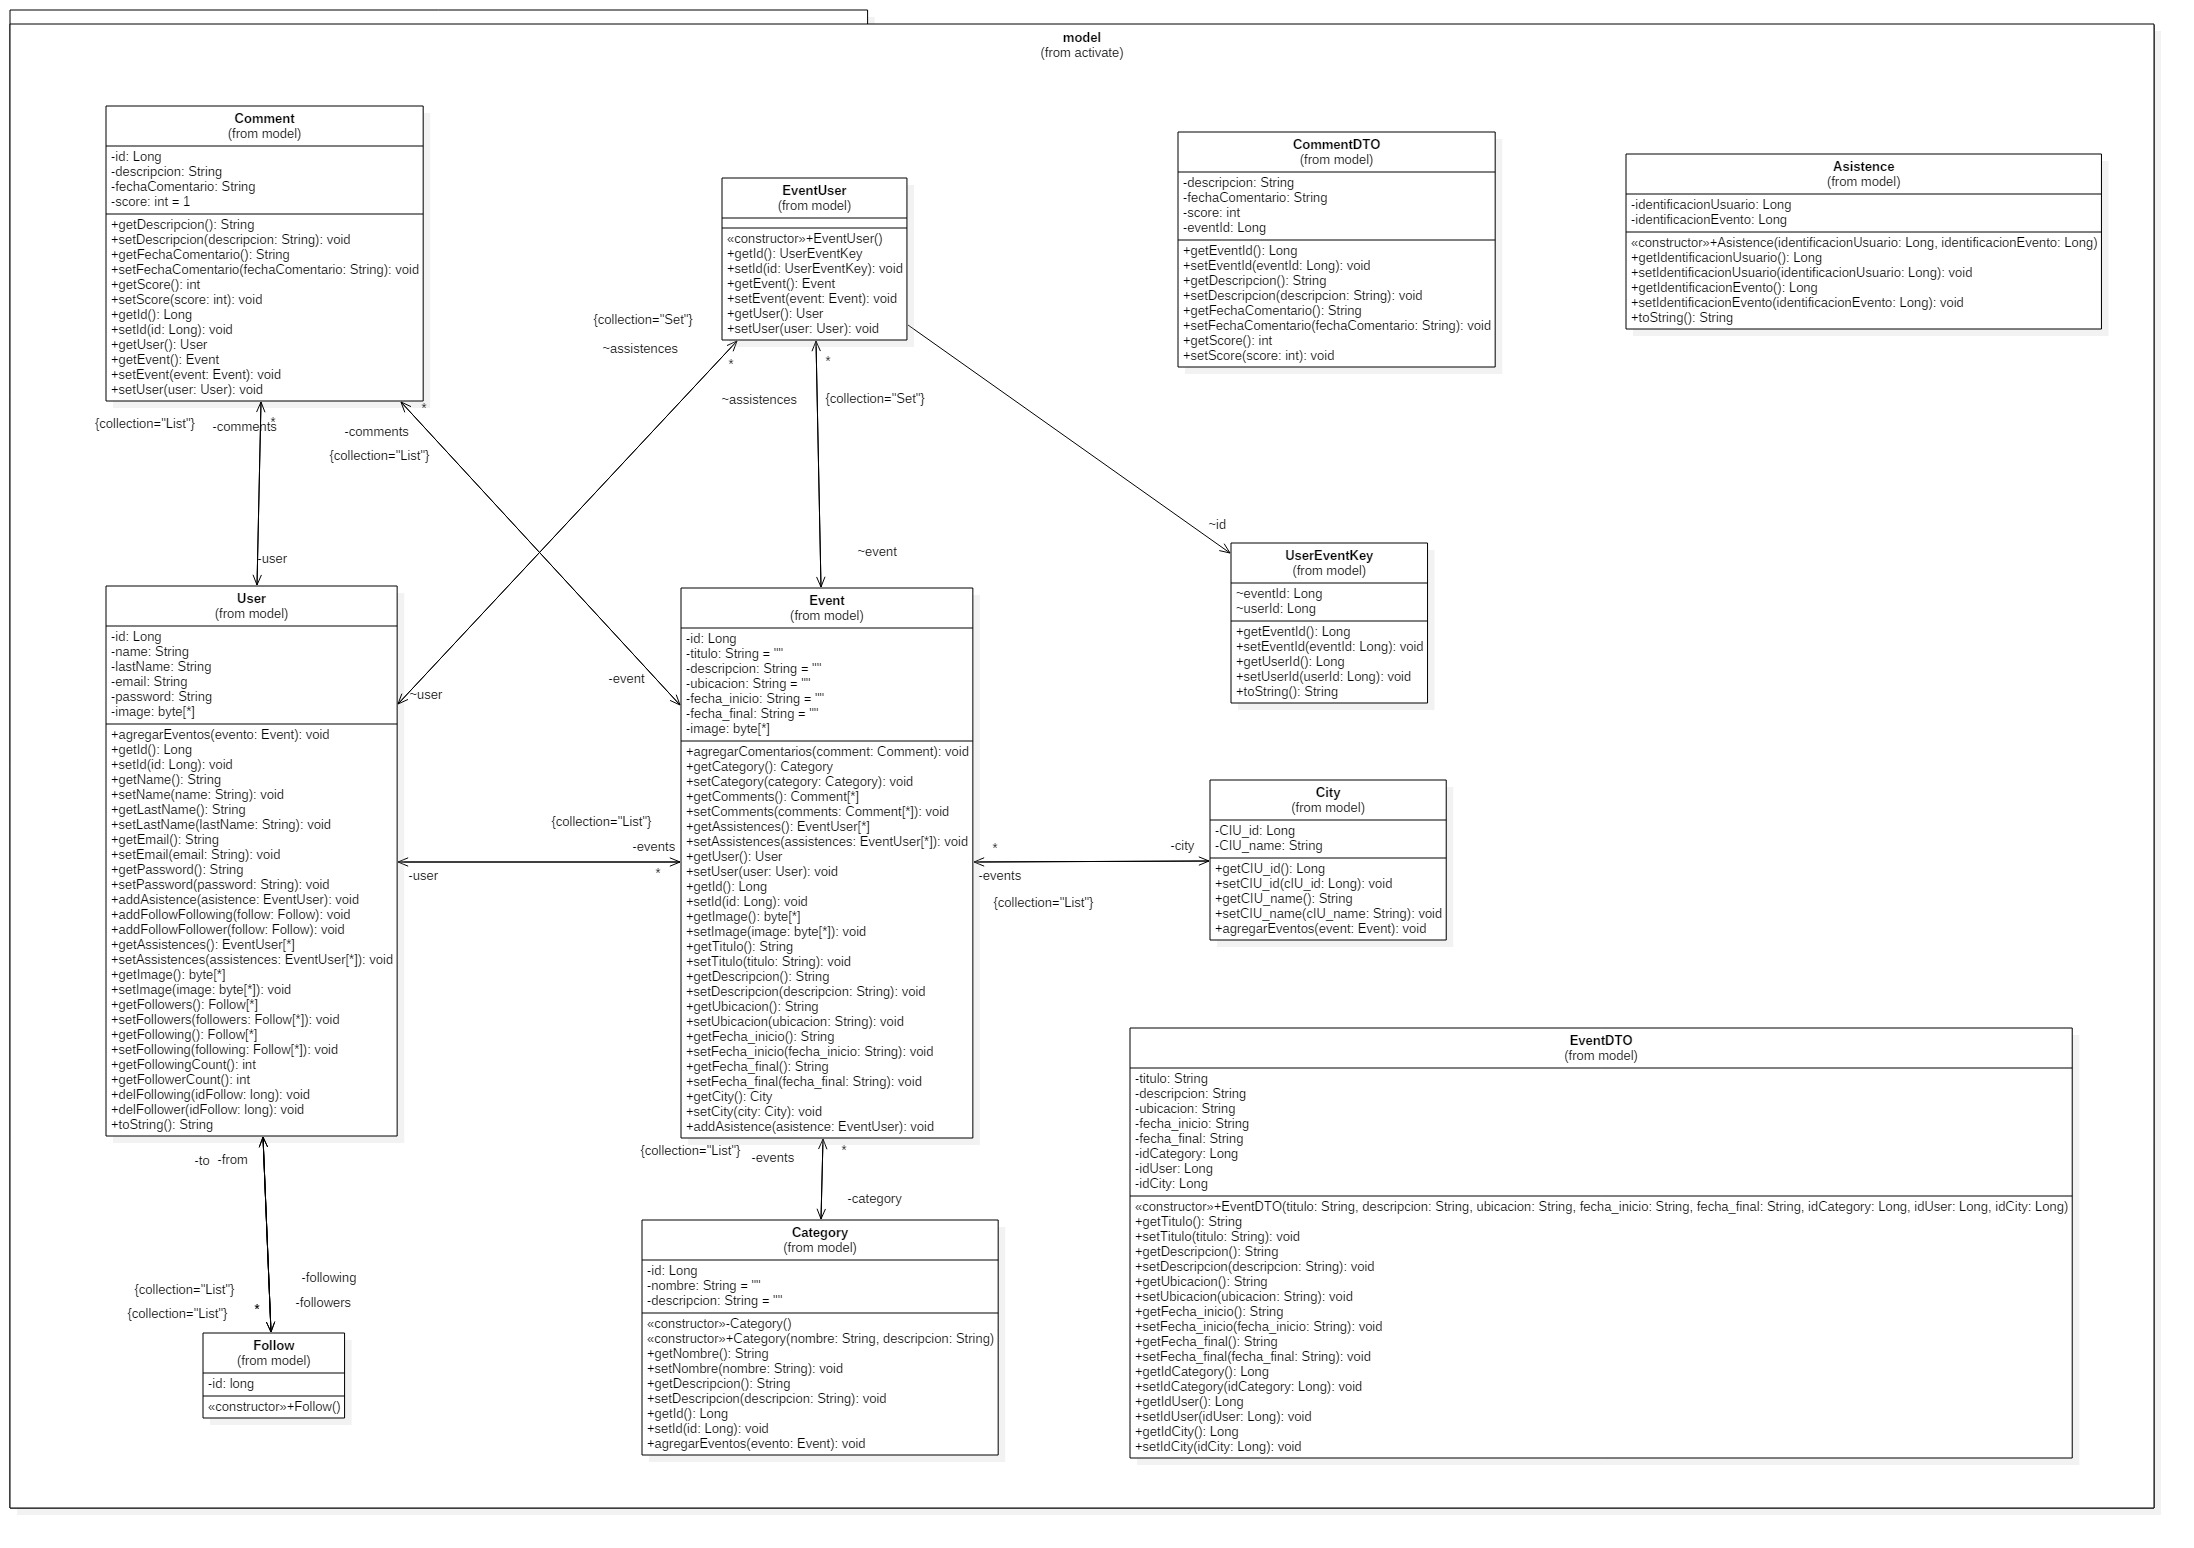 model
(from activate)
Comment
(from model)
-id: Long
-descripcion: String
-fechaComentario: String
-score: int = 1
+getDescripcion(): String
+setDescripcion(descripcion: String): void
+getFechaComentario(): String
+setFechaComentario(fechaComentario: String): void
+getScore(): int
+setScore(score: int): void
+getId(): Long
+setId(id: Long): void
+getUser(): User
+getEvent(): Event
+setEvent(event: Event): void
+setUser(user: User): void
EventUser
(from model)
«constructor»+EventUser()
+getId(): UserEventKey
+setId(id: UserEventKey): void
+getEvent(): Event
+setEvent(event: Event): void
+getUser(): User
+setUser(user: User): void
CommentDTO
(from model)
-descripcion: String
-fechaComentario: String
-score: int
-eventId: Long
+getEventId(): Long
+setEventId(eventId: Long): void
+getDescripcion(): String
+setDescripcion(descripcion: String): void
+getFechaComentario(): String
+setFechaComentario(fechaComentario: String): void
+getScore(): int
+setScore(score: int): void
Asistence
(from model)
-identificacionUsuario: Long
-identificacionEvento: Long
«constructor»+Asistence(identificacionUsuario: Long, identificacionEvento: Long)
+getIdentificacionUsuario(): Long
+setIdentificacionUsuario(identificacionUsuario: Long): void
+getIdentificacionEvento(): Long
+setIdentificacionEvento(identificacionEvento: Long): void
+toString(): String
{collection="Set"}
~assistences
*
*
~assistences
{collection="Set"}
{collection="List"}
-comments
*
*
-comments
{collection="List"}
-user
~event
~id
-event
~user
UserEventKey
(from model)
~eventId: Long
~userId: Long
+getEventId(): Long
+setEventId(eventId: Long): void
+getUserId(): Long
+setUserId(userId: Long): void
+toString(): String
User
(from model)
-id: Long
-name: String
-lastName: String
-email: String
-password: String
-image: byte[*]
+agregarEventos(evento: Event): void
+getId(): Long
+setId(id: Long): void
+getName(): String
+setName(name: String): void
+getLastName(): String
+setLastName(lastName: String): void
+getEmail(): String
+setEmail(email: String): void
+getPassword(): String
+setPassword(password: String): void
+addAsistence(asistence: EventUser): void
+addFollowFollowing(follow: Follow): void
+addFollowFollower(follow: Follow): void
+getAssistences(): EventUser[*]
+setAssistences(assistences: EventUser[*]): void
+getImage(): byte[*]
+setImage(image: byte[*]): void
+getFollowers(): Follow[*]
+setFollowers(followers: Follow[*]): void
+getFollowing(): Follow[*]
+setFollowing(following: Follow[*]): void
+getFollowingCount(): int
+getFollowerCount(): int
+delFollowing(idFollow: long): void
+delFollower(idFollow: long): void
+toString(): String
{collection="List"}
-events
-user
*
Event
(from model)
-id: Long
-titulo: String = ""
-descripcion: String = ""
-ubicacion: String = ""
-fecha_inicio: String = ""
-fecha_final: String = ""
-image: byte[*]
+agregarComentarios(comment: Comment): void
+getCategory(): Category
+setCategory(category: Category): void
+getComments(): Comment[*]
+setComments(comments: Comment[*]): void
+getAssistences(): EventUser[*]
+setAssistences(assistences: EventUser[*]): void
+getUser(): User
+setUser(user: User): void
+getId(): Long
+setId(id: Long): void
+getImage(): byte[*]
+setImage(image: byte[*]): void
+getTitulo(): String
+setTitulo(titulo: String): void
+getDescripcion(): String
+setDescripcion(descripcion: String): void
+getUbicacion(): String
+setUbicacion(ubicacion: String): void
+getFecha_inicio(): String
+setFecha_inicio(fecha_inicio: String): void
+getFecha_final(): String
+setFecha_final(fecha_final: String): void
+getCity(): City
+setCity(city: City): void
+addAsistence(asistence: EventUser): void
*
-city
-events
{collection="List"}
City
(from model)
-CIU_id: Long
-CIU_name: String
+getCIU_id(): Long
+setCIU_id(cIU_id: Long): void
+getCIU_name(): String
+setCIU_name(cIU_name: String): void
+agregarEventos(event: Event): void
-to -from
{collection="List"}
-following
{collection="List"}
*
-followers
Follow
(from model)
-id: long
«constructor»+Follow()
{collection="List"}
-events
*
-category
Category
(from model)
-id: Long
-nombre: String = ""
-descripcion: String = ""
«constructor»-Category()
«constructor»+Category(nombre: String, descripcion: String)
+getNombre(): String
+setNombre(nombre: String): void
+getDescripcion(): String
+setDescripcion(descripcion: String): void
+getId(): Long
+setId(id: Long): void
+agregarEventos(evento: Event): void
EventDTO
(from model)
-titulo: String
-descripcion: String
-ubicacion: String
-fecha_inicio: String
-fecha_final: String
-idCategory: Long
-idUser: Long
-idCity: Long
«constructor»+EventDTO(titulo: String, descripcion: String, ubicacion: String, fecha_inicio: String, fecha_final: String, idCategory: Long, idUser: Long, idCity: Long)
+getTitulo(): String
+setTitulo(titulo: String): void
+getDescripcion(): String
+setDescripcion(descripcion: String): void
+getUbicacion(): String
+setUbicacion(ubicacion: String): void
+getFecha_inicio(): String
+setFecha_inicio(fecha_inicio: String): void
+getFecha_final(): String
+setFecha_final(fecha_final: String): void
+getIdCategory(): Long
+setIdCategory(idCategory: Long): void
+getIdUser(): Long
+setIdUser(idUser: Long): void
+getIdCity(): Long
+setIdCity(idCity: Long): void